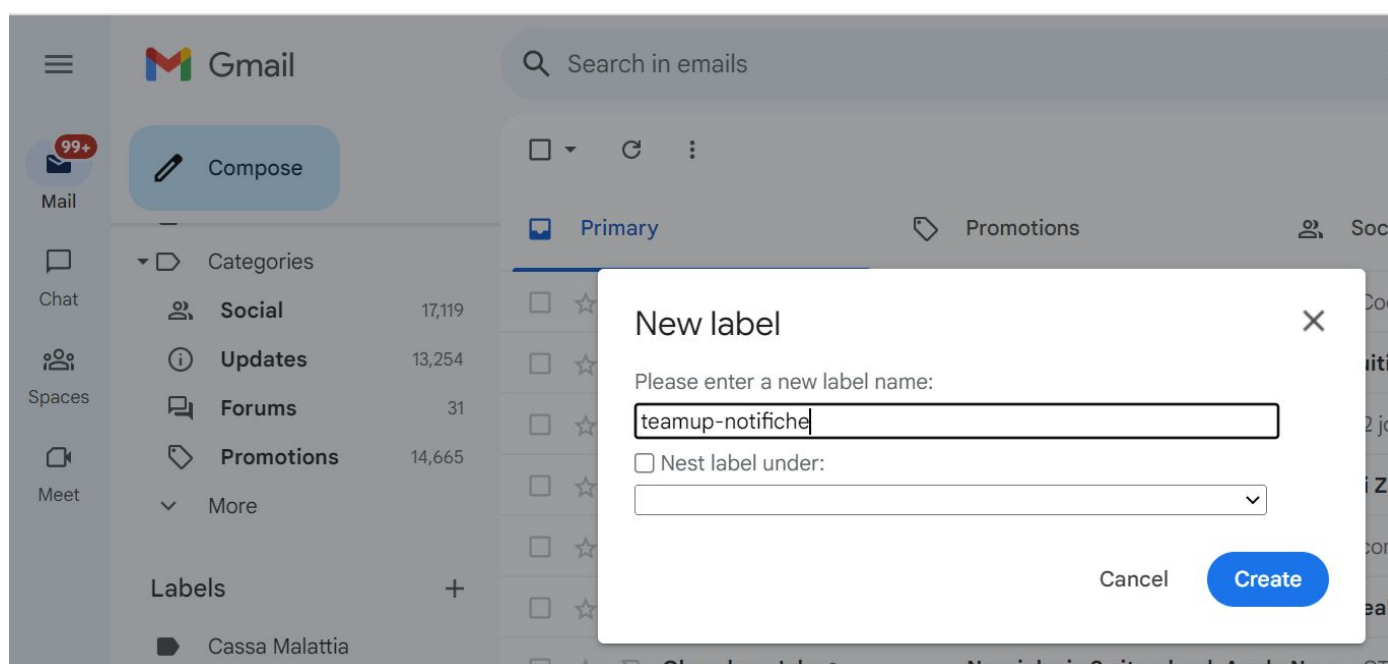 Gmail
Search in emails
99+
Mail
Compose
Chat
Spaces
Meet
Categories
Social 17,119
Updates 13,254
Forums 31
Promotions 14,665
More
Labels +
Cassa Malattia
Primary
Promotions
Soc
New label
Please enter a new label name:
teamup-notifiche
Nest label under:
Cancel
Create